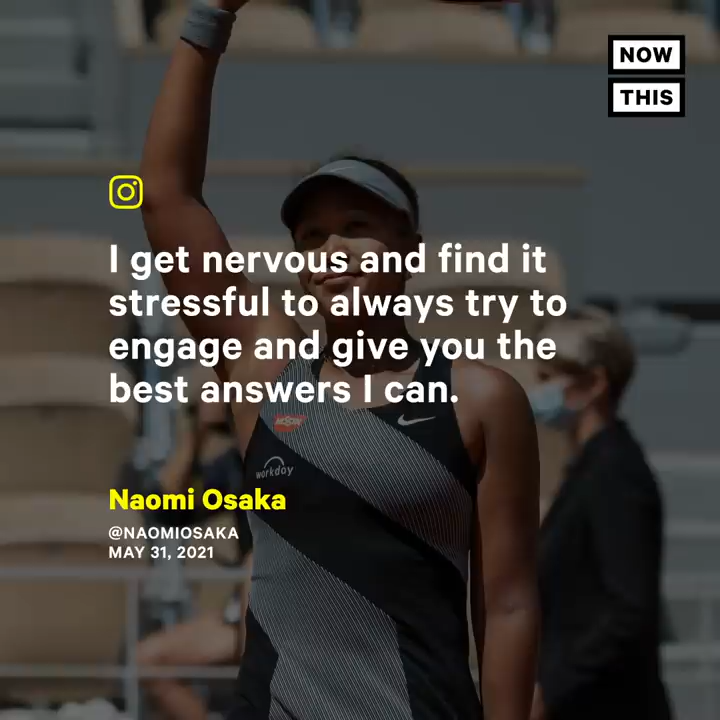 NOW
THIS
I get nervous and find it
stressful to always try to
engage and give you the
best answers I can.
workday
Naomi Osaka
@NAOMIOSAKA
MAY 31, 2021